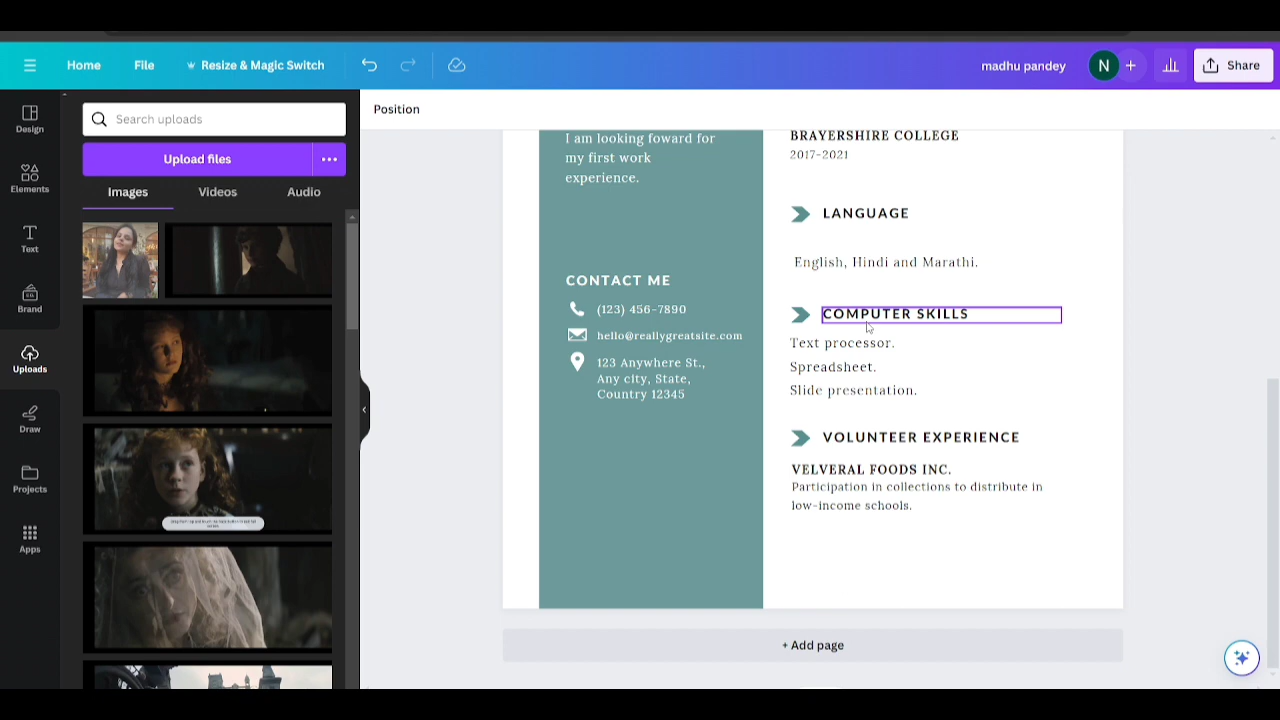 Home
File
Resize & Magic Switch
madhu pandey
N
+
Share
Design
Elements
Text
Brand
Uploads
Draw
Projects
Apps
Search uploads
Upload files
Images
Videos
Audio
Position
I am looking foward for
my first work
experience.
CONTACT ME
(123) 456-7890
hello@reallygreatsite.com
123 Anywhere St.,
Any city, State,
Country 12345
BRAYERSHIRE COLLEGE
2017-2021
LANGUAGE
English, Hindi and Marathi.
COMPUTER SKILLS
Text processor.
Spreadsheet.
Slide presentation.
VOLUNTEER EXPERIENCE
VELVERAL FOODS INC.
Participation in collections to distribute in
low-income schools.
+ Add page